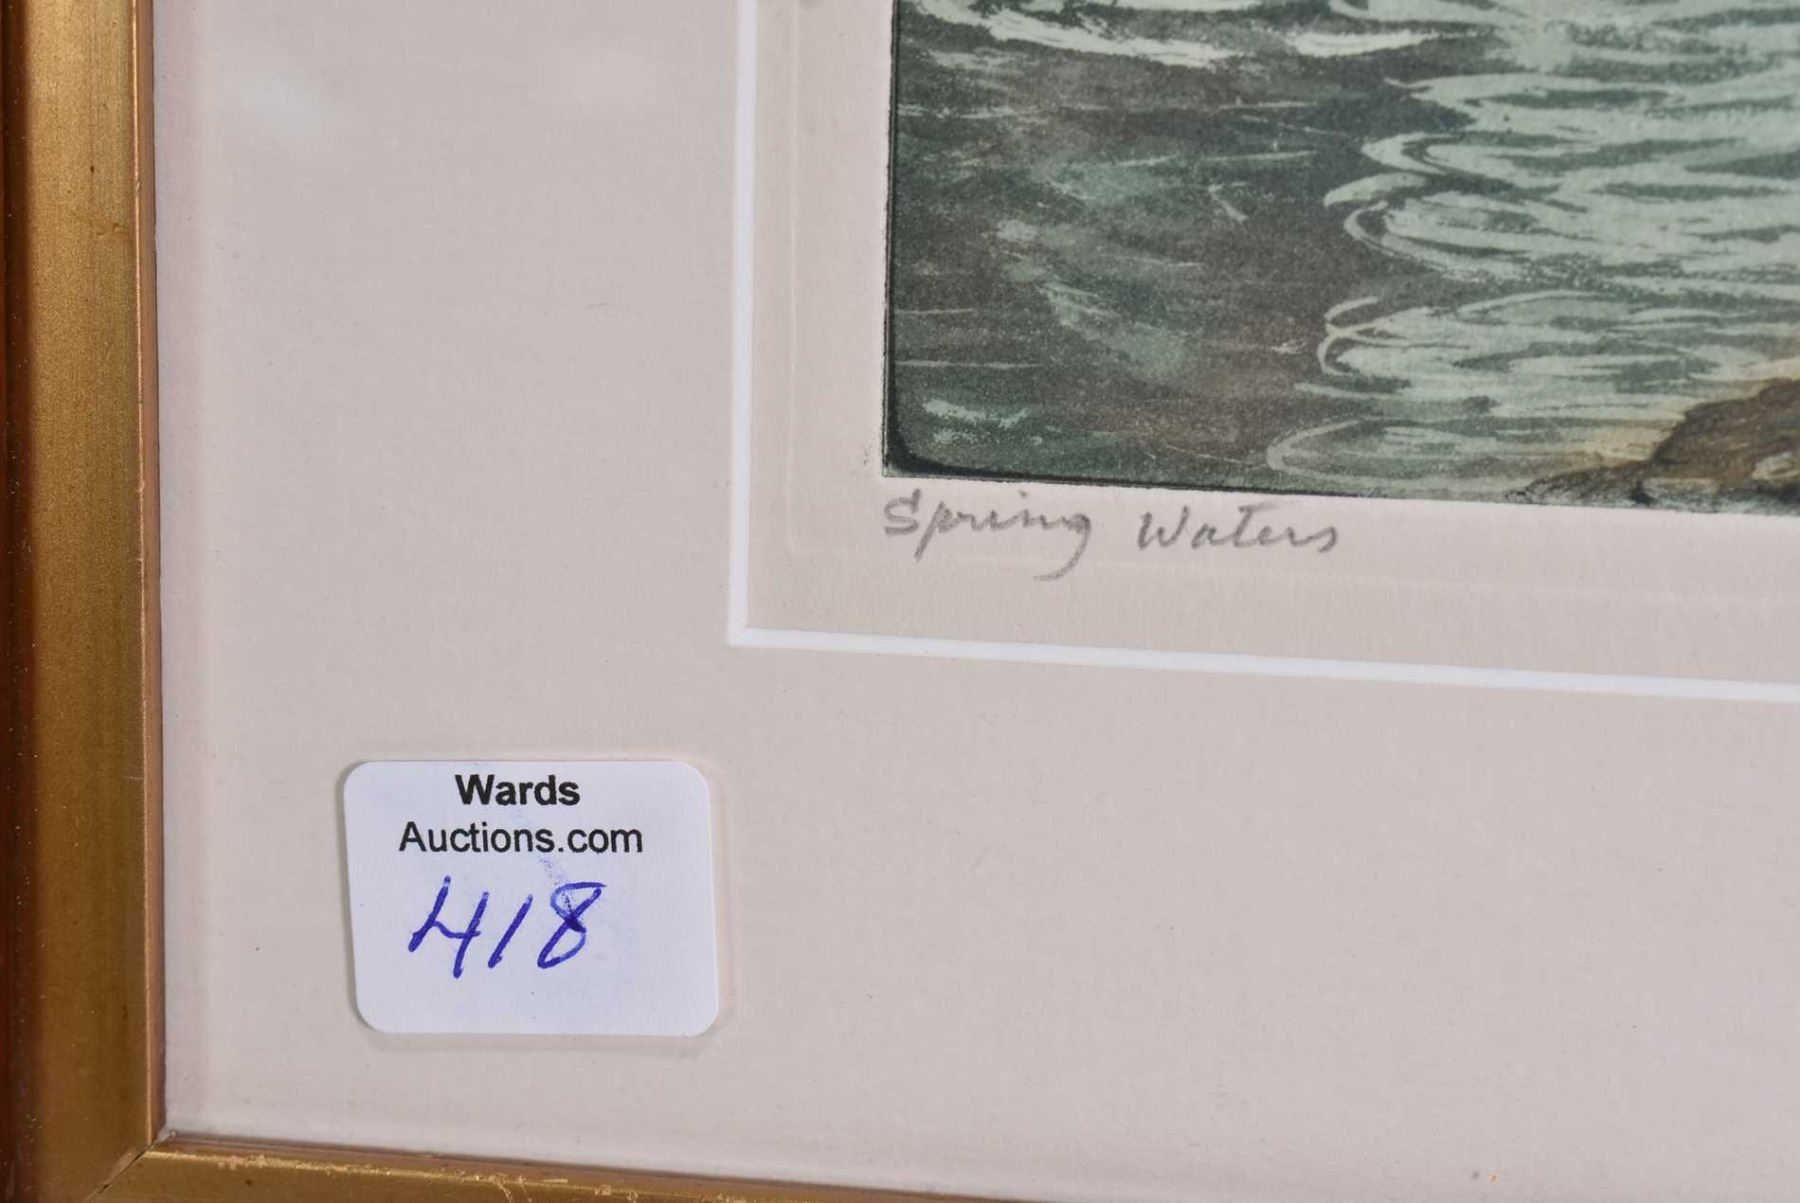 Spring Waters
Wards
Auctions.com
418